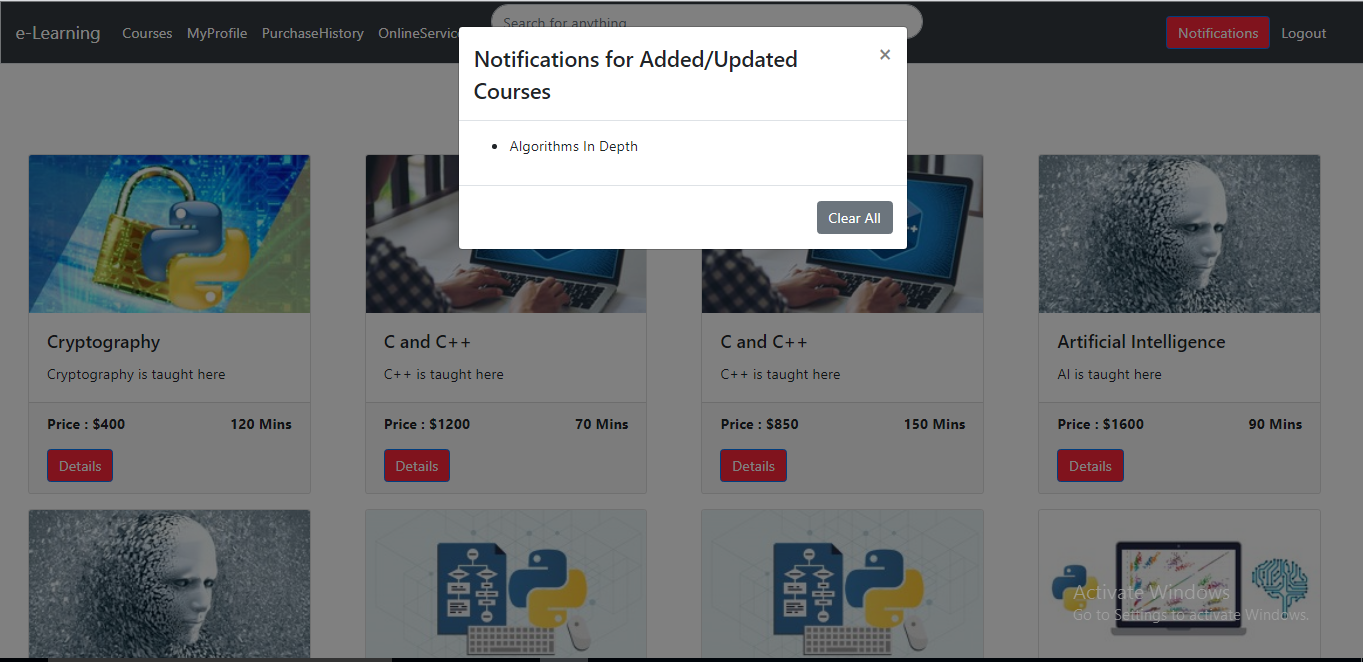 e-Learning Courses MyProfile PurchaseHistory Search for anything Notifications Logout
Notifications for Added/Updated
Courses
×
Algorithms In Depth
Clear All
Cryptography
Cryptography is taught here
Price : $400 120 Mins
Details
C and C++
C++ is taught here
Price : $1200 70 Mins
Details
C and C++
C++ is taught here
Price : $850 150 Mins
Details
Artificial Intelligence
AI is taught here
Price : $1600 90 Mins
Details
Activate Windows
Go to Settings to activate Windows.